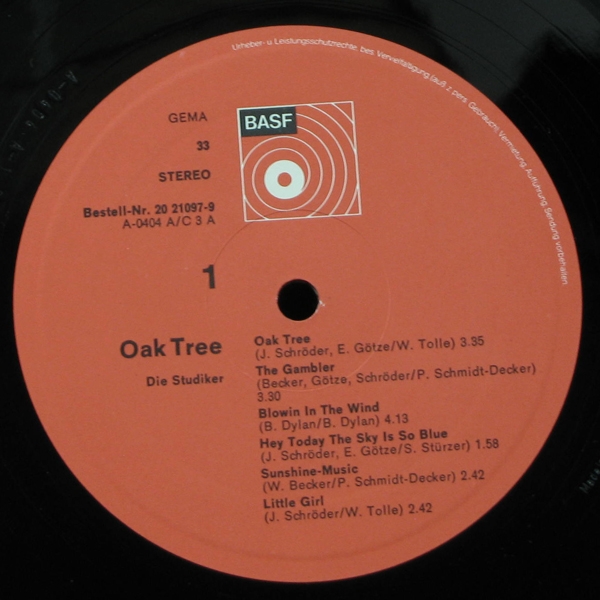 Urheber- u. Leistungsschutzrechte, bes. Vervielfältigung (auß. z. pers. Gebrauch), Vermietung, Aufführung, Sendung vorbehalten.
GEMA
BASF
33
STEREO
Bestell-Nr. 20 21097-9
A-0404 A/C 3 A
1
Oak Tree
Die Studiker
Oak Tree
(J. Schröder, E. Götze/W. Tolle) 3.35
The Gambler
(Becker, Götze, Schröder/P. Schmidt-Decker)
3.30
Blowin In The Wind
(B. Dylan/B. Dylan) 4.13
Hey Today The Sky Is So Blue
(J. Schröder, E. Götze/S. Stürzer) 1.58
Sunshine-Music
(W. Becker/P. Schmidt-Decker) 2.42
Little Girl
(J. Schröder/W. Tolle) 2.42